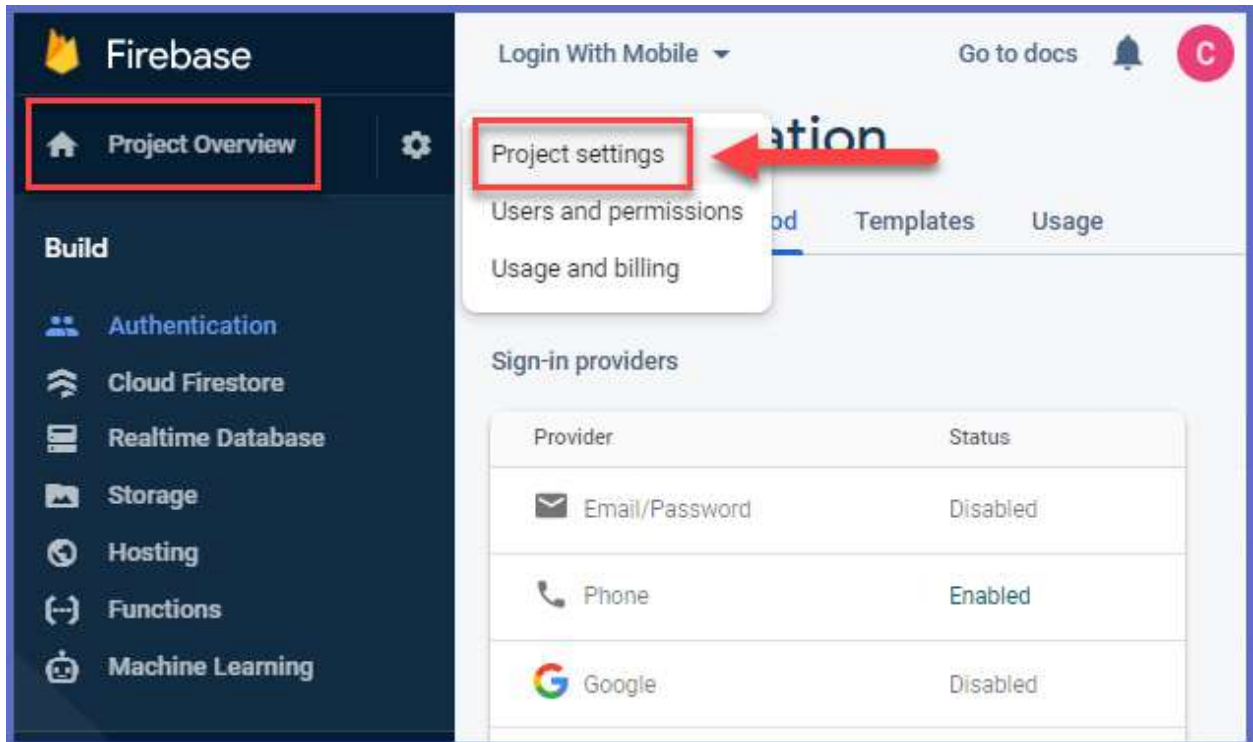 Firebase
Project Overview
Build
Authentication
Cloud Firestore
Realtime Database
Storage
Hosting
Functions
Machine Learning
Login With Mobile
Go to docs
C
Project settings
Users and permissions
Usage and billing
Templates
Usage
Sign-in providers
Provider Status
Email/Password Disabled
Phone Enabled
Google Disabled